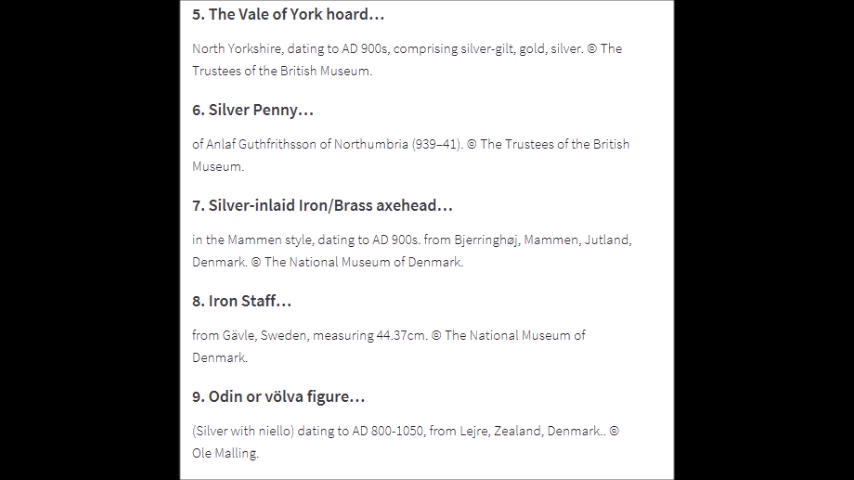 5. The Vale of York hoard…
North Yorkshire, dating to AD 900s, comprising silver-gilt, gold, silver. © The
Trustees of the British Museum.
6. Silver Penny…
of Anlaf Guthfrithsson of Northumbria (939–41). © The Trustees of the British
Museum.
7. Silver-inlaid Iron/Brass axehead…
in the Mammen style, dating to AD 900s. from Bjerringhøj, Mammen, Jutland,
Denmark. © The National Museum of Denmark.
8. Iron Staff…
from Gävle, Sweden, measuring 44.37cm. © The National Museum of
Denmark.
9. Odin or völva figure…
(Silver with niello) dating to AD 800-1050, from Lejre, Zealand, Denmark.. ©
Ole Malling.